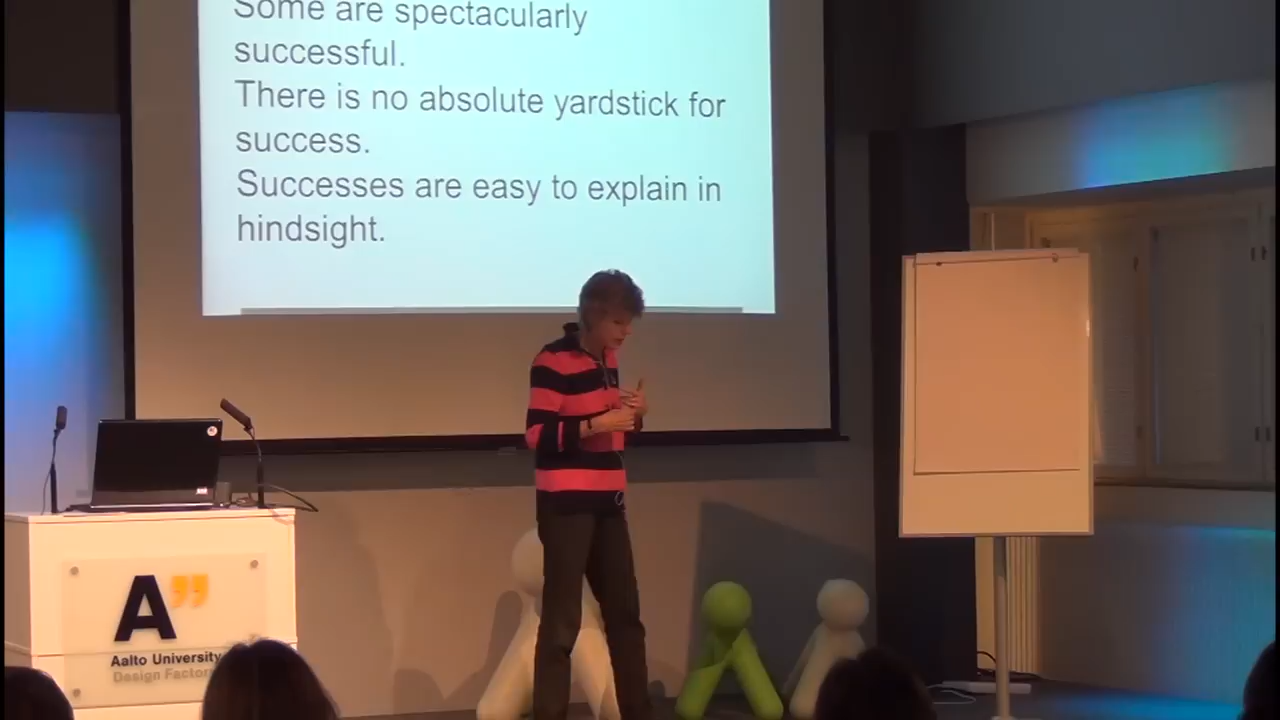 Some are spectacularly
successful.
There is no absolute yardstick for
success.
Successes are easy to explain in
hindsight.
A"
Aalto University
Design Factory